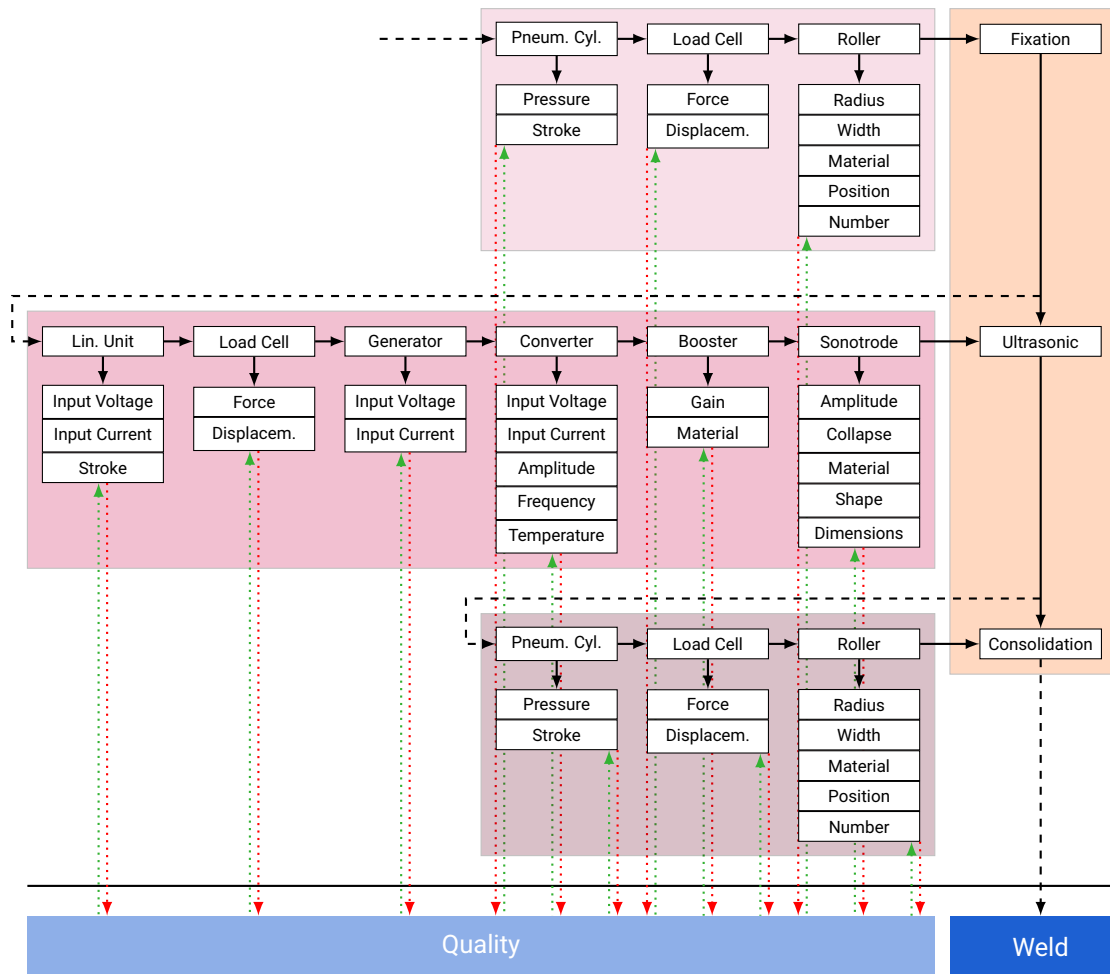 Pneum. Cyl.
Load Cell
Roller
Fixation
Pressure
Stroke
Force
Displacem.
Radius
Width
Material
Position
Number
Lin. Unit
Load Cell
Generator
Converter
Booster
Sonotrode
Ultrasonic
Input Voltage
Input Current
Stroke
Force
Displacem.
Input Voltage
Input Current
Input Voltage
Input Current
Amplitude
Frequency
Temperature
Gain
Material
Amplitude
Collapse
Material
Shape
Dimensions
Pneum. Cyl.
Load Cell
Roller
Consolidation
Pressure
Stroke
Force
Displacem.
Radius
Width
Material
Position
Number
Quality
Weld